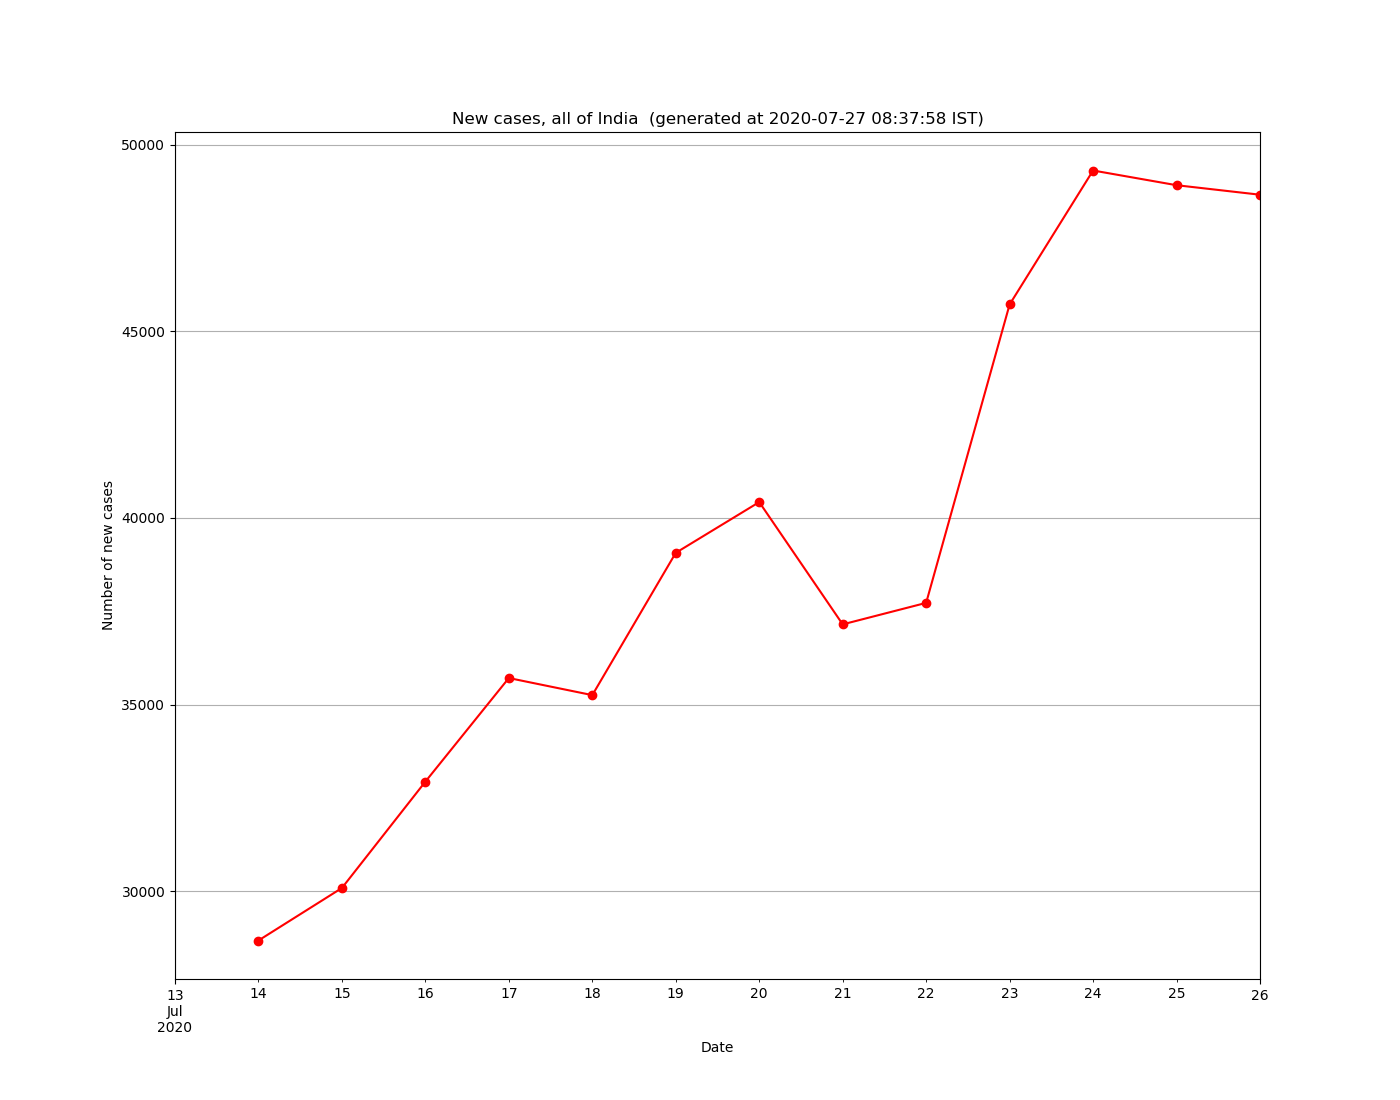 New cases, all of India  (generated at 2020-07-27 08:37:58 IST)
50000
45000
40000
35000
30000
Number of new cases
13 14 15 16 17 18 19 20 21 22 23 24 25 26
Jul
2020
Date